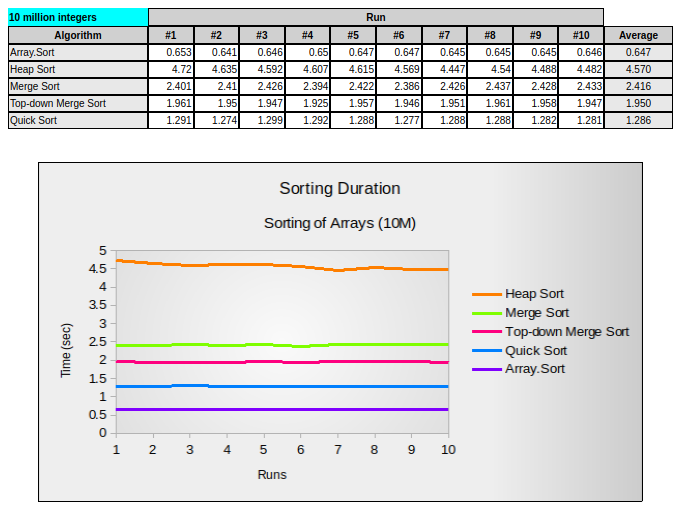 10 million integers Run
Algorithm #1 #2 #3 #4 #5 #6 #7 #8 #9 #10 Average
Array.Sort 0.653 0.641 0.646 0.65 0.647 0.647 0.645 0.645 0.645 0.646 0.647
Heap Sort 4.72 4.635 4.592 4.607 4.615 4.569 4.447 4.54 4.488 4.482 4.570
Merge Sort 2.401 2.41 2.426 2.394 2.422 2.386 2.426 2.437 2.428 2.433 2.416
Top-down Merge Sort 1.961 1.95 1.947 1.925 1.957 1.946 1.951 1.961 1.958 1.947 1.950
Quick Sort 1.291 1.274 1.299 1.292 1.288 1.277 1.288 1.288 1.282 1.281 1.286
Sorting Duration
Sorting of Arrays (10M)
5
4.5
4
3.5
3
2.5
2
1.5
1
0.5
0
Time (sec)
1 2 3 4 5 6 7 8 9 10
Runs
Heap Sort
Merge Sort
Top-down Merge Sort
Quick Sort
Array.Sort